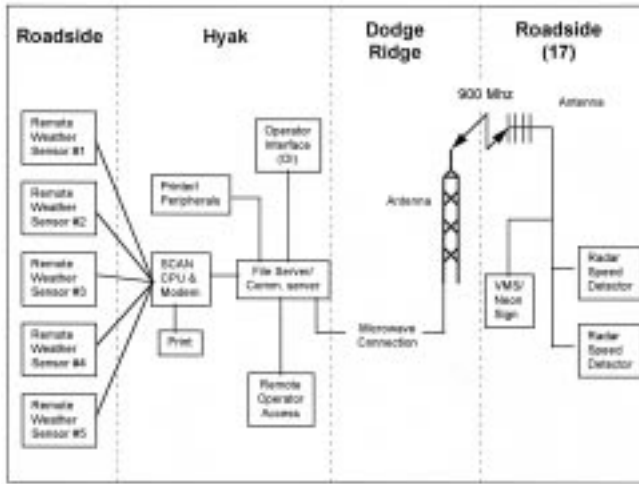 Roadside
Hyak
Dodge
Ridge
Roadside
(17)
Remote
Weather
Sensor #1
Remote
Weather
Sensor #2
Remote
Weather
Sensor #3
Remote
Weather
Sensor #4
Remote
Weather
Sensor #5
Operator
Interface
(OI)
Peripherals
SCAN
CPU &
Modem
Print
File Server/
Comm. server
Remote
Operator
Access
Microwave
Connection
Antenna
900 Mhz
Antenna
VMS/
Neon
Sign
Radar
Speed
Detector
Radar
Speed
Detector